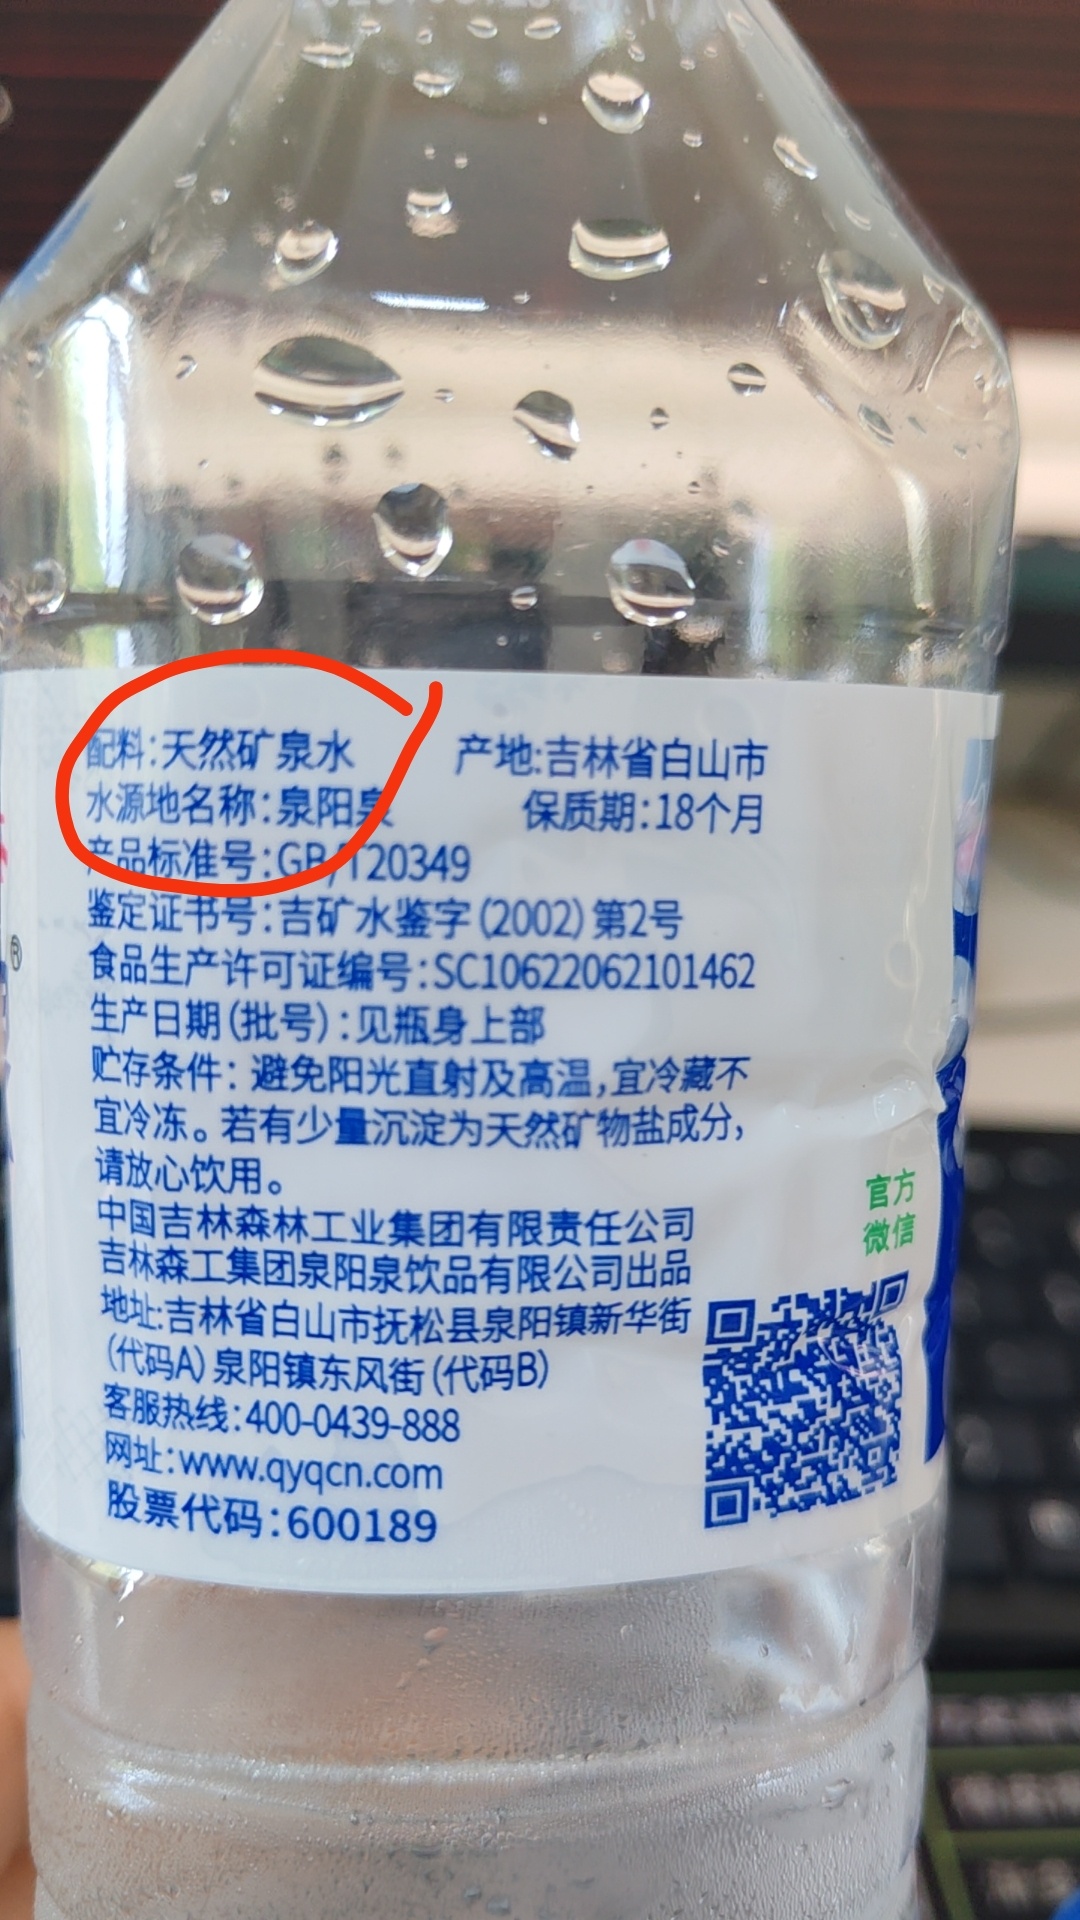 配料:天然矿泉水 产地:吉林省白山市
水源地名称:泉阳泉 保质期:18个月
产品标准号:GB/T20349
鉴定证书号:吉矿水鉴字(2002)第2号
食品生产许可证编号:SC10622062101462
生产日期(批号):见瓶身上部
贮存条件:避免阳光直射及高温,宜冷藏不
宜冷冻。若有少量沉淀为天然矿物盐成分,
请放心饮用。
中国吉林森林工业集团有限责任公司
吉林森工集团泉阳泉饮品有限公司出品
地址:吉林省白山市抚松县泉阳镇新华街
(代码A)泉阳镇东风街(代码B)
客服热线:400-0439-888
网址:www.qyqcn.com
股票代码:600189
官方
微信
®